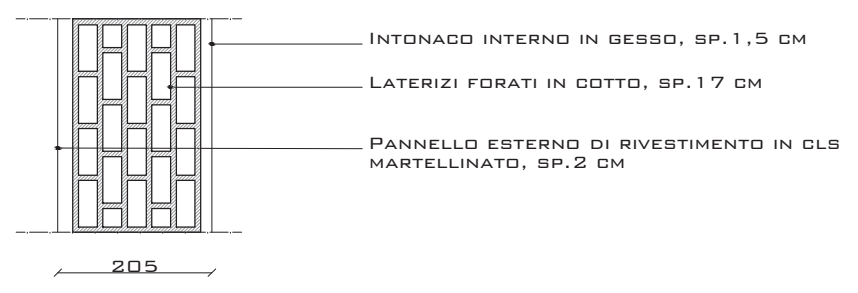 INTONACO INTERNO IN GESSO, SP.1,5 CM
LATERIZI FORATI IN COTTO, SP.17 CM
PANNELLO ESTERNO DI RIVESTIMENTO IN CLS
MARTELLINATO, SP.2 CM
205